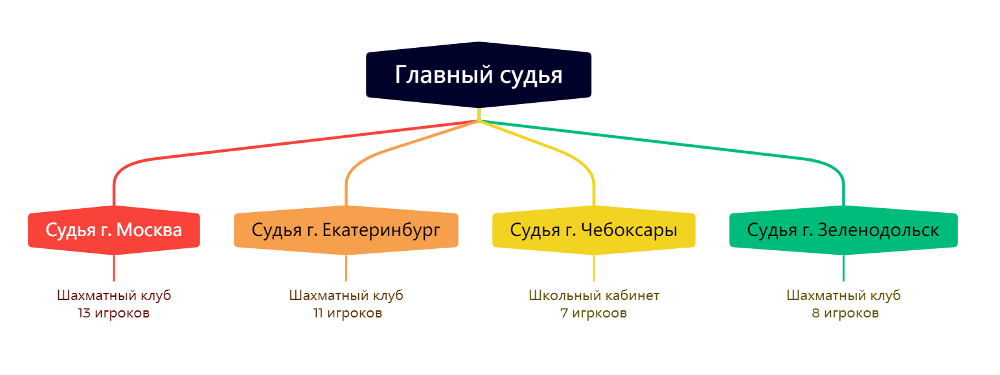 Главный судья
Судья г. Москва
Судья г. Екатеринбург
Судья г. Чебоксары
Судья г. Зеленодольск
Шахматный клуб
13 игроков
Шахматный клуб
11 игроков
Школьный кабинет
7 игркоов
Шахматный клуб
8 игроков